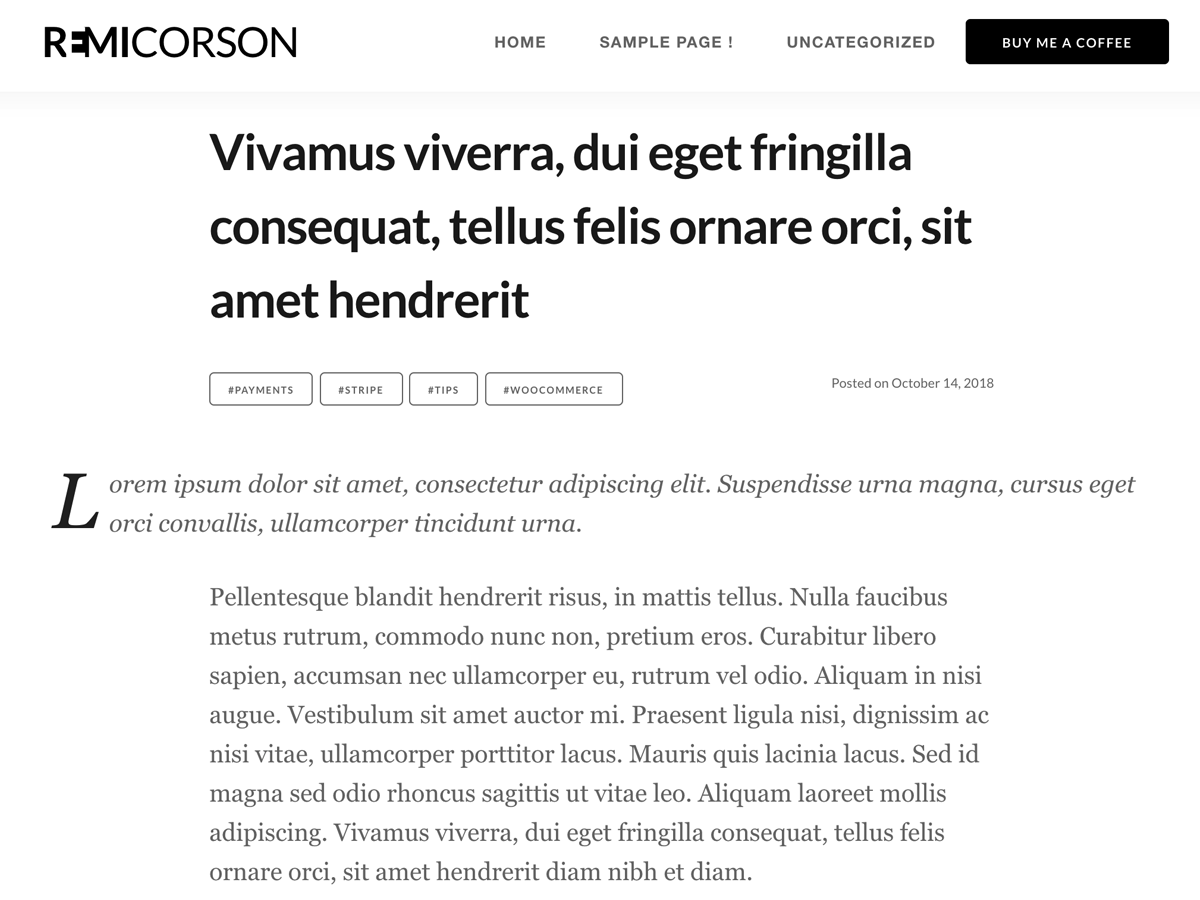 REMICORSON
HOME SAMPLE PAGE ! UNCATEGORIZED BUY ME A COFFEE
Vivamus viverra, dui eget fringilla
consequat, tellus felis ornare orci, sit
amet hendrerit
#PAYMENTS #STRIPE #TIPS #WOOCOMMERCE Posted on October 14, 2018
Lorem ipsum dolor sit amet, consectetur adipiscing elit. Suspendisse urna magna, cursus eget
orci convallis, ullamcorper tincidunt urna.
Pellentesque blandit hendrerit risus, in mattis tellus. Nulla faucibus
metus rutrum, commodo nunc non, pretium eros. Curabitur libero
sapien, accumsan nec ullamcorper eu, rutrum vel odio. Aliquam in nisi
augue. Vestibulum sit amet auctor mi. Praesent ligula nisi, dignissim ac
nisi vitae, ullamcorper porttitor lacus. Mauris quis lacinia lacus. Sed id
magna sed odio rhoncus sagittis ut vitae leo. Aliquam laoreet mollis
adipiscing. Vivamus viverra, dui eget fringilla consequat, tellus felis
ornare orci, sit amet hendrerit diam nibh et diam.